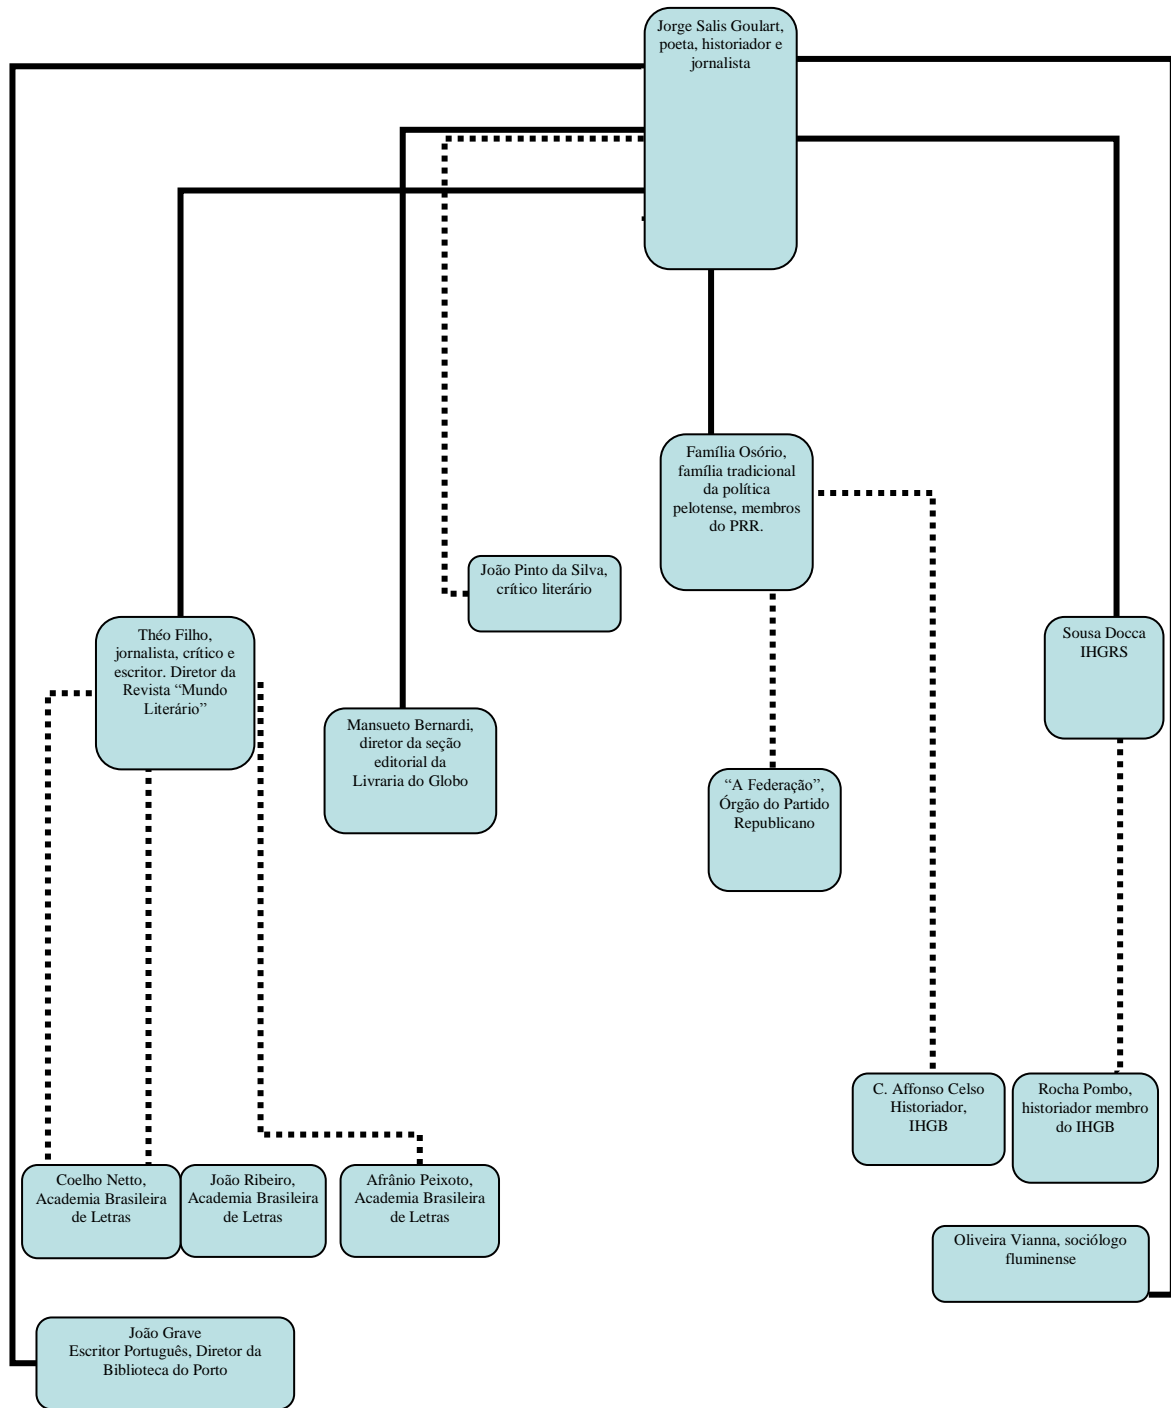 Jorge Salis Goulart,
poeta, historiador e
jornalista
Família Osório,
família tradicional
da política
pelotense, membros
do PRR.
João Pinto da Silva,
crítico literário
Théo Filho,
jornalista, crítico e
escritor. Diretor da
Revista “Mundo
Literário”
Sousa Docca
IHGRS
Mansueto Bernardi,
diretor da seção
editorial da
Livraria do Globo
“A Federação”,
Órgão do Partido
Republicano
C. Affonso Celso
Historiador,
IHGB
Rocha Pombo,
historiador membro
do IHGB
Coelho Netto,
Academia Brasileira
de Letras
João Ribeiro,
Academia Brasileira
de Letras
Afrânio Peixoto,
Academia Brasileira
de Letras
Oliveira Vianna, sociólogo
fluminense
João Grave
Escritor Português, Diretor da
Biblioteca do Porto